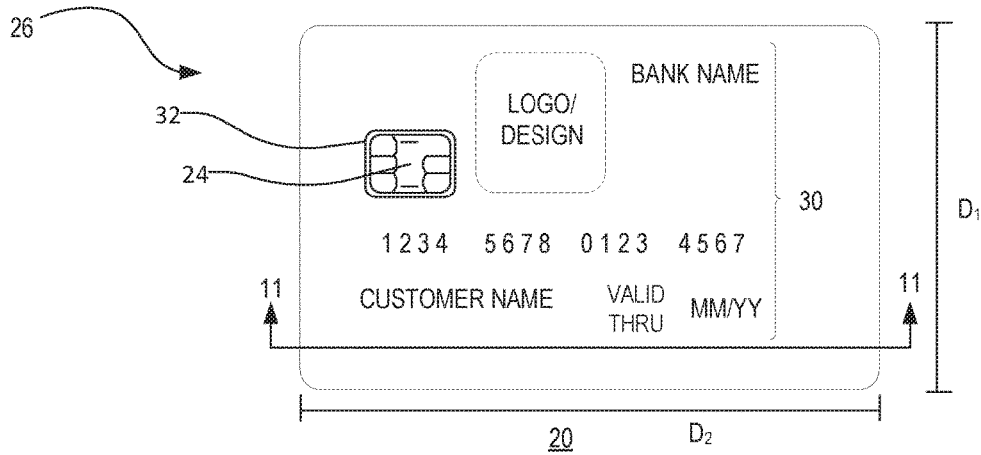 26
BANK NAME
LOGO/
DESIGN
32
24
30
D₁
1234 5678 0123 4567
11
11
CUSTOMER NAME
VALID
THRU
MM/YY
20
D₂